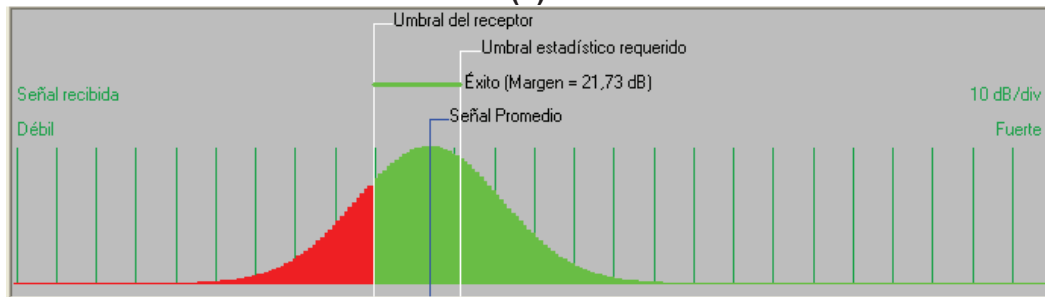 Umbral del receptor
Umbral estadístico requerido
Éxito (Margen = 21,73 dB)
Señal recibida
10 dB/div
Señal Promedio
Débil
Fuerte